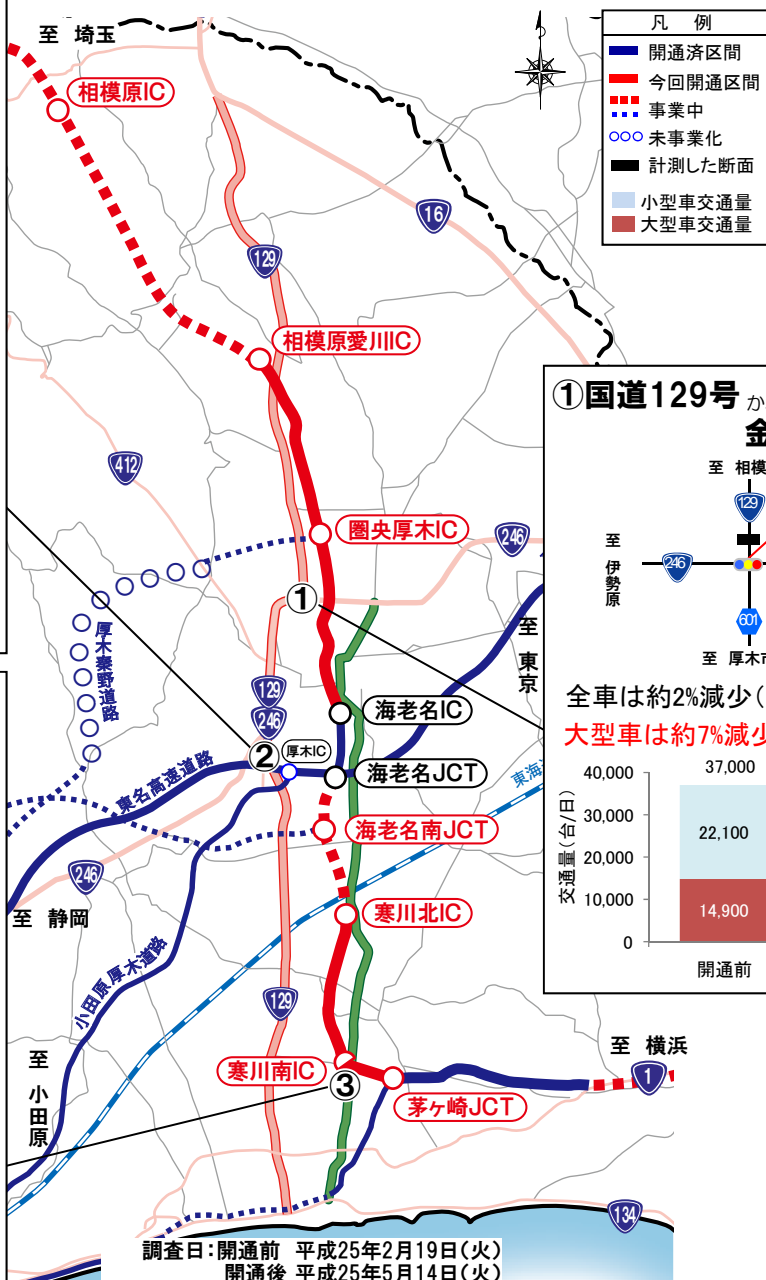 至 埼玉
相模原IC
凡 例
開通済区間
今回開通区間
事業中
未事業化
計測した断面
小型車交通量
大型車交通量
16
129
相模原愛川IC
412
圏央厚木IC
246
①
厚木秦野道路
至 東京
129
246
海老名IC
②
厚木IC
海老名JCT
東名高速道路
東海
海老名南JCT
246
至 静岡
寒川北IC
小田原厚木道路
129
至 小田原
寒川南IC
③
茅ヶ崎JCT
至 横浜
1
134
①国道129号 か
金
至 相模
129
至 伊勢原
246
601
至 厚木市
全車は約2%減少(
大型車は約7%減少
交通量(台/日)
40,000
30,000
20,000
10,000
0
37,000
22,100
14,900
開通前
調査日:開通前 平成25年2月19日(火)
開通後 平成25年5月14日(火)